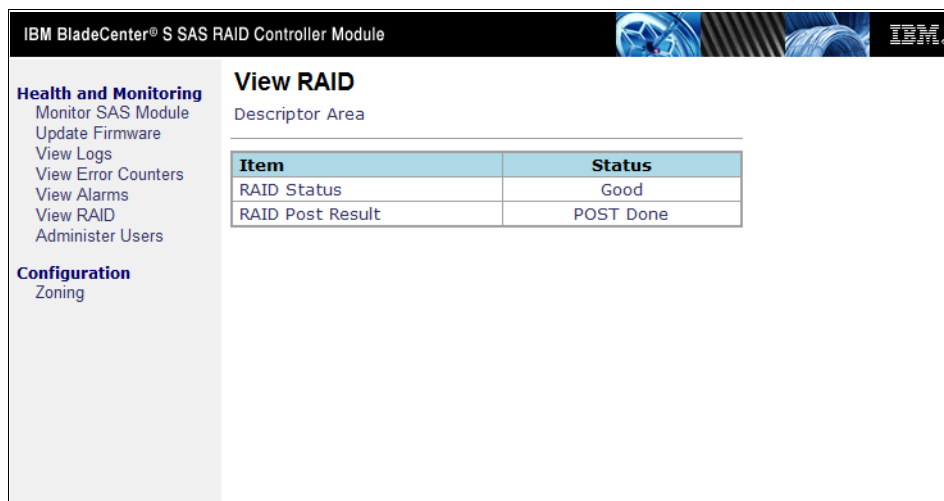 IBM BladeCenter® S SAS RAID Controller Module
IBM.
Health and Monitoring
Monitor SAS Module
Update Firmware
View Logs
View Error Counters
View Alarms
View RAID
Administer Users
Configuration
Zoning
View RAID
Descriptor Area
Item Status
RAID Status Good
RAID Post Result POST Done